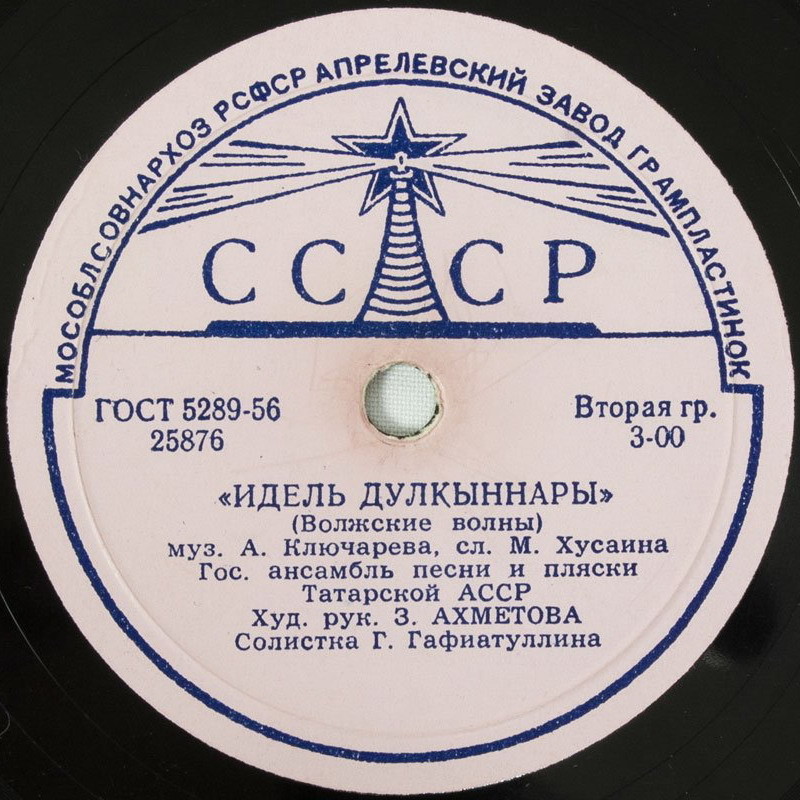 МОСОБЛСОВНАРХОЗ РСФСР АПРЕЛЕВСКИЙ ЗАВОД ГРАМПЛАСТИНОК
СССР
ГОСТ 5289-56
25876
Вторая гр.
3-00
«ИДЕЛЬ ДУЛКЫННАРЫ»
(Волжские волны)
муз. А. Ключарева, сл. М. Хусаина
Гос. ансамбль песни и пляски
Татарской АССР
Худ. рук. З. АХМЕТОВА
Солистка Г. Гафиатуллина